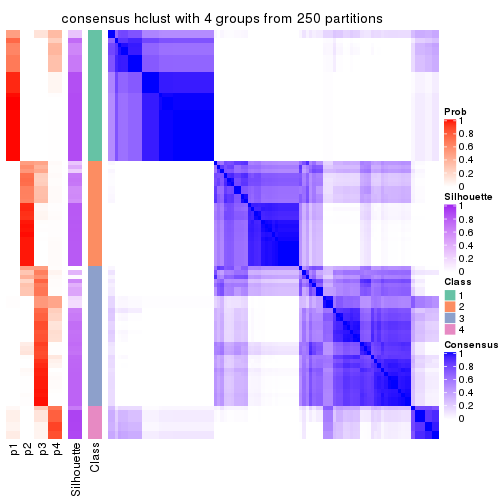 consensus hclust with 4 groups from 250 partitions
Prob
1
0.8
0.6
0.4
0.2
0
Silhouette
1
0.8
0.6
0.4
0.2
0
Class
1
2
3
4
Consensus
1
0.8
0.6
0.4
0.2
0
p1
p2
p3
p4
Silhouette
Class